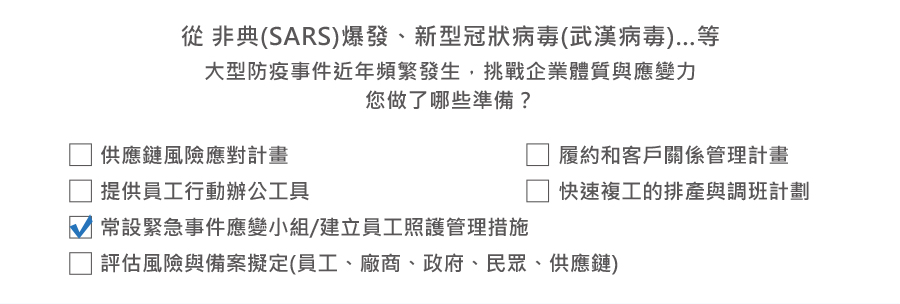 從 非典(SARS)爆發、新型冠狀病毒(武漢病毒)...等
大型防疫事件近年頻繁發生，挑戰企業體質與應變力
您做了哪些準備？
供應鏈風險應對計畫
履約和客戶關係管理計畫
提供員工行動辦公工具
快速複工的排產與調班計劃
常設緊急事件應變小組/建立員工照護管理措施
評估風險與備案擬定(員工、廠商、政府、民眾、供應鏈)